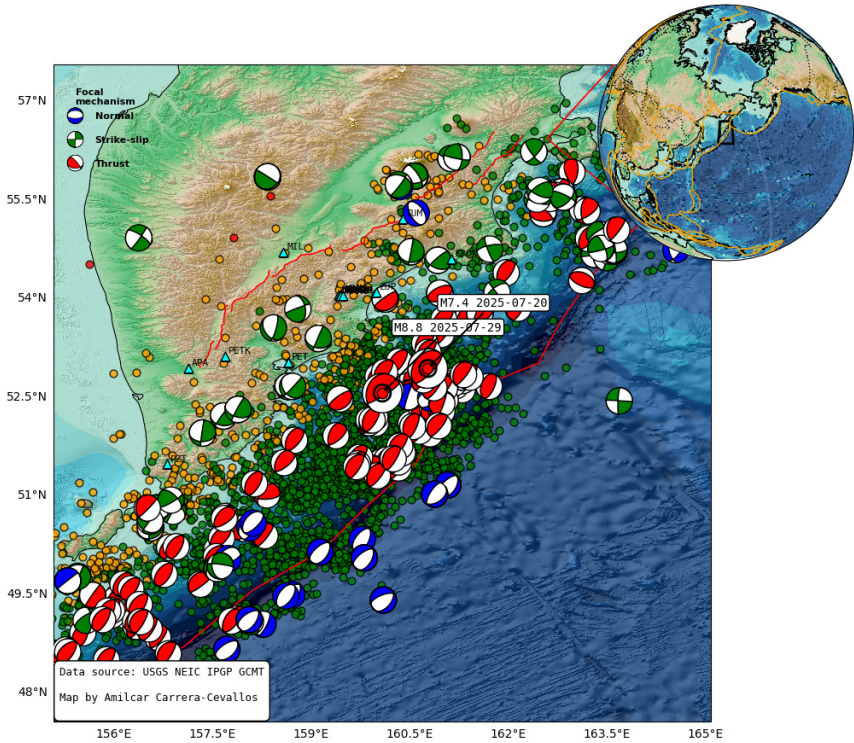 Focal
mechanism
Normal
Strike-slip
Thrust
57°N
55.5°N
54°N
52.5°N
51°N
49.5°N
48°N
MIL
APA
PETK
PET
M7.4 2025-07-20
M8.8 2025-07-29
Data source: USGS NEIC IPGP GCMT
Map by Amilcar Carrera-Cevallos
156°E
157.5°E
159°E
160.5°E
162°E
163.5°E
165°E